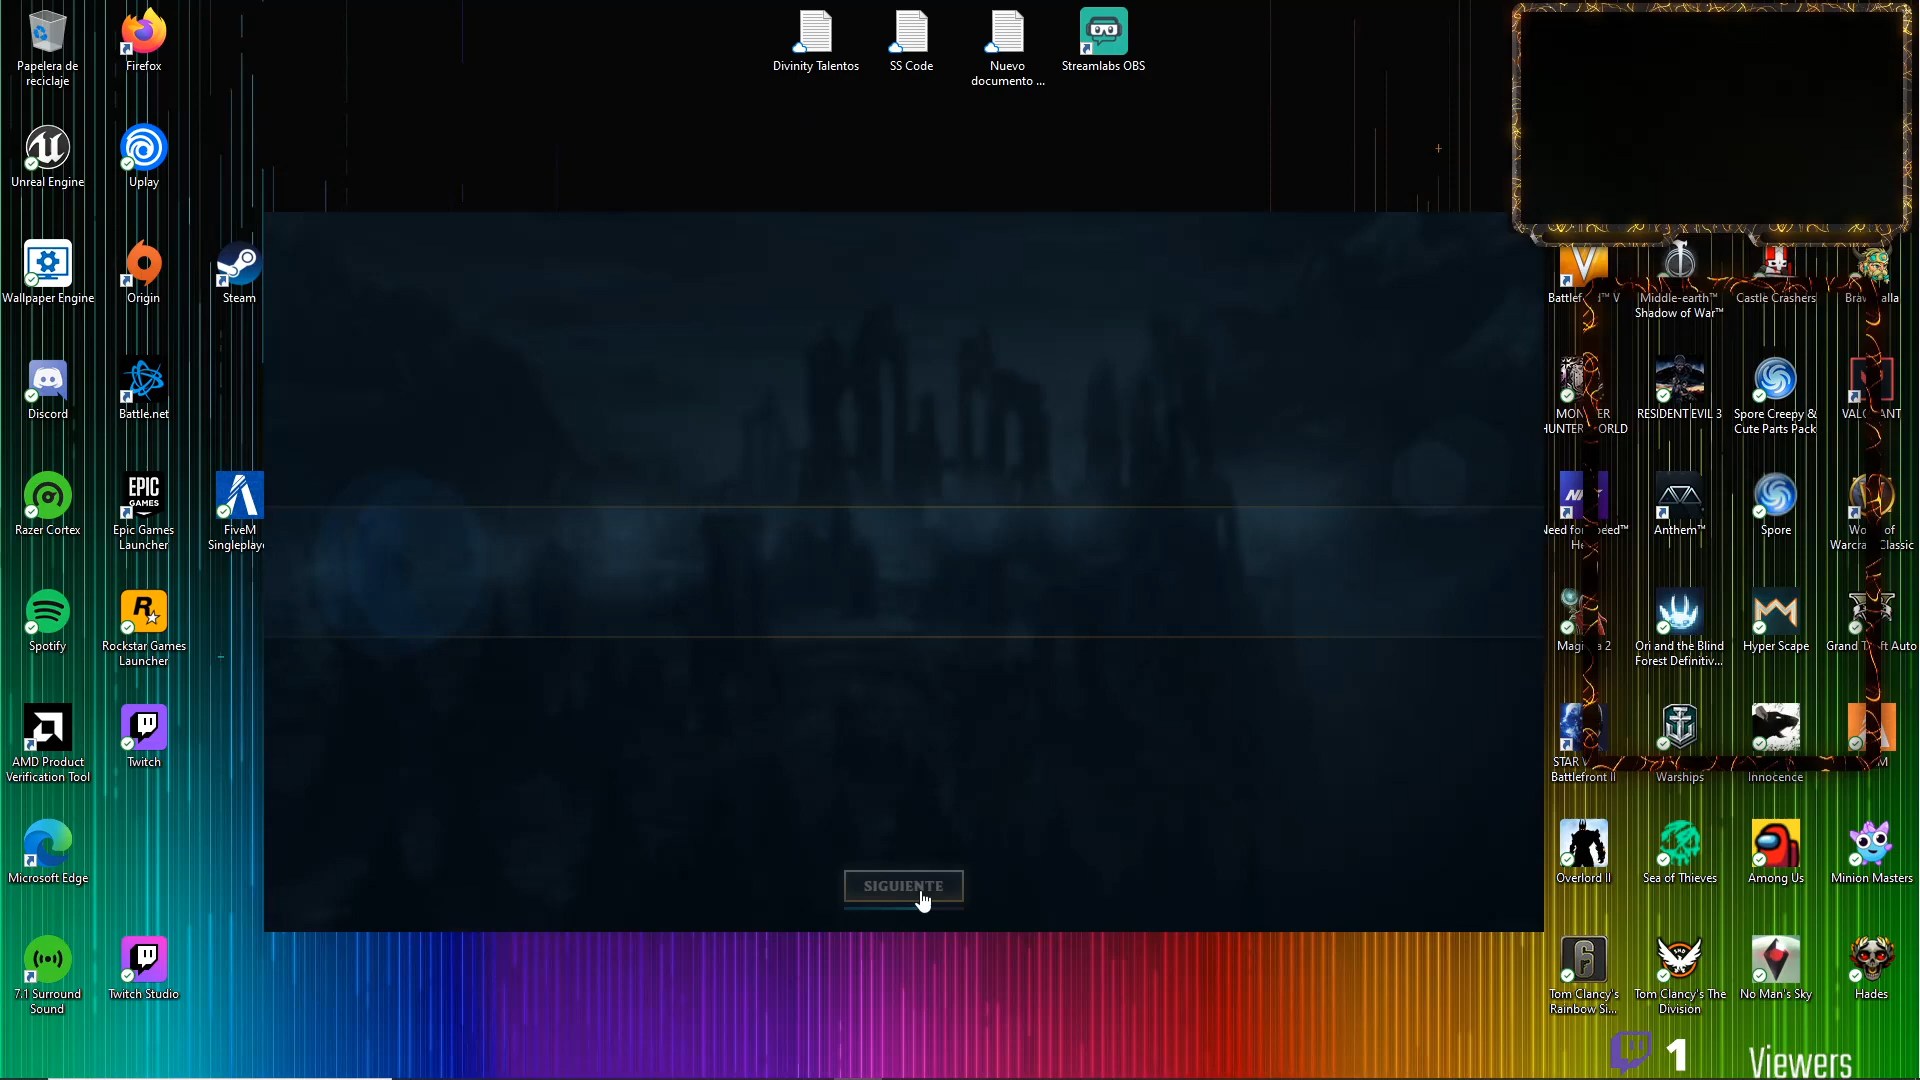 Papelera de
reciclaje
Firefox
Divinity Talentos
SS Code
Nuevo
documento ...
Streamlabs OBS
Unreal Engine
Uplay
Wallpaper Engine
Origin
Steam
Middle-earth™
Shadow of War™
Castle Crashers
Discord
Battle.net
RESIDENT EVIL 3
Spore Creepy &
Cute Parts Pack
Razer Cortex
EPIC
GAMES
Epic Games
Launcher
FiveM
Anthem™
Spore
Spotify
Rockstar Games
Launcher
Ori and the Blind
Forest Definitiv...
Hyper Scape
AMD Product
Verification Tool
Twitch
Battlefront II
Warships
Innocence
Microsoft Edge
SIGUIENTE
Overlord II
Sea of Thieves
Among Us
Minion Masters
7.1 Surround
Sound
Twitch Studio
Tom Clancy's
Rainbow Si...
Tom Clancy's The
Division
No Man's Sky
Hades
1
Viewers